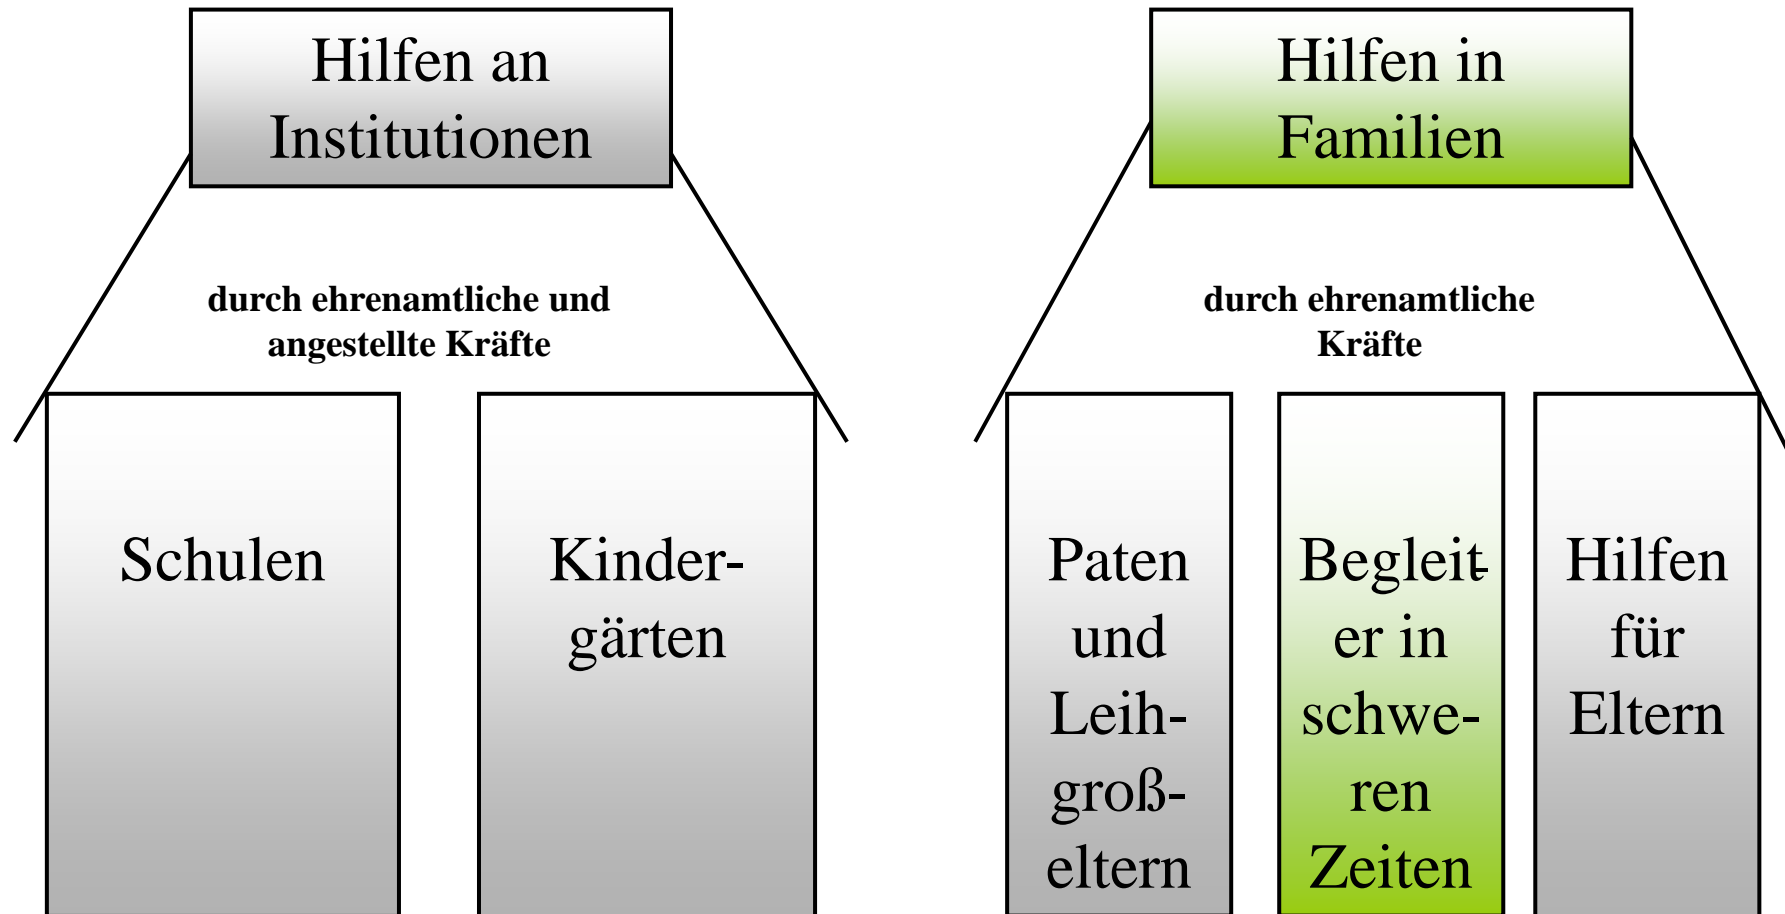 Hilfen an
Institutionen
durch ehrenamtliche und
angestellte Kräfte
Schulen
Kinder-
gärten
Hilfen in
Familien
durch ehrenamtliche
Kräfte
Paten
und
Leih-
groß-
eltern
Begleit-
er in
schwe-
ren
Zeiten
Hilfen
für
Eltern